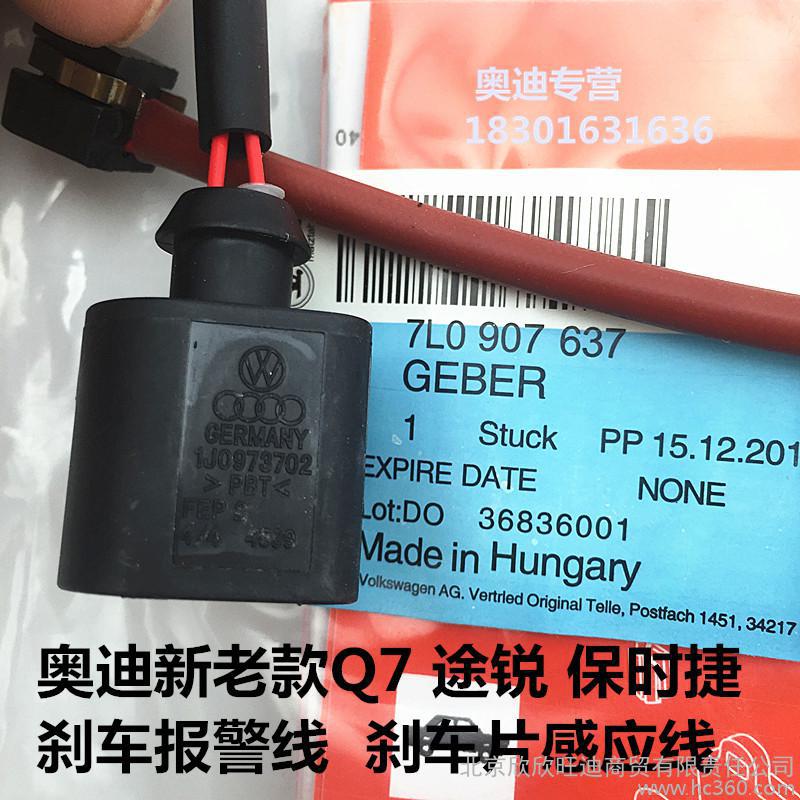 奥迪专营
18301631636
40
7L0 907 637
GEBER
1 Stuck PP 15.12.201
EXPIRE DATE NONE
Lot:DO 36836001
Made in Hungary
Volkswagen AG. Vertried Original Telle, Postfach 1451, 34217
GERMANY
1J0973702
>PBT<
FEP
奥迪新老款Q7 途锐 保时捷
刹车报警线 刹车片感应线
北京欣欣旺迪商贸有限责任公司
www.hc360.com